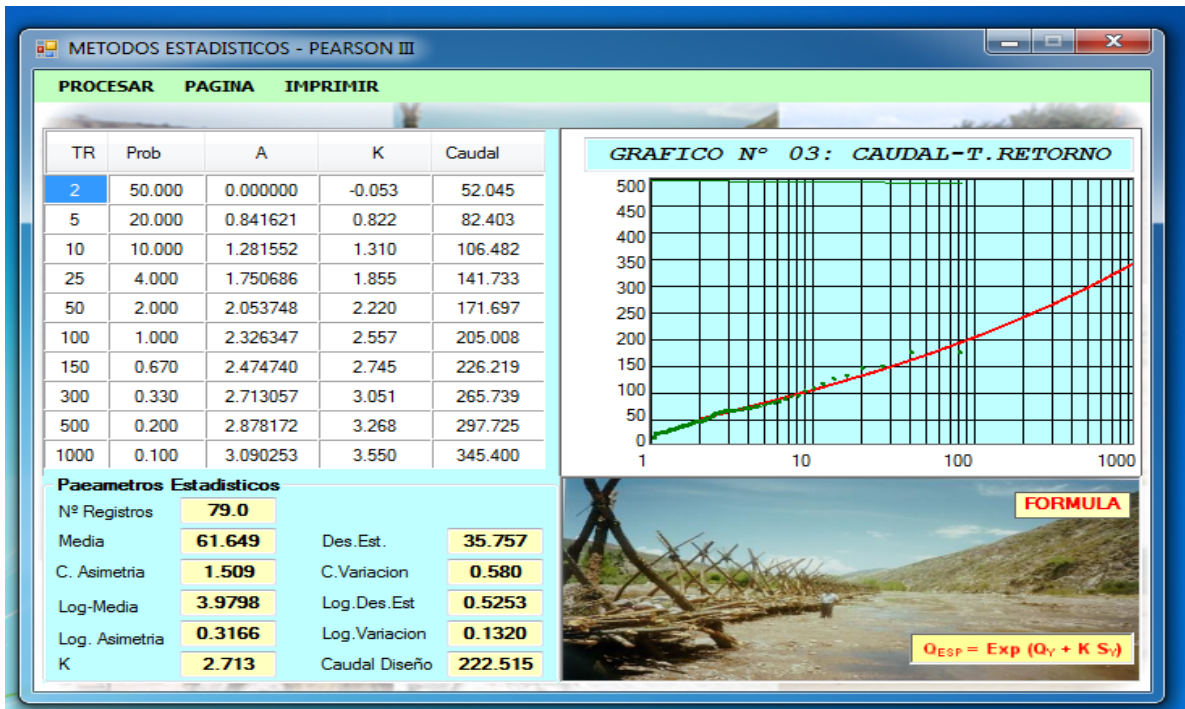 METODOS ESTADISTICOS - PEARSON III
PROCESAR PAGINA IMPRIMIR
TR Prob A K Caudal
2 50.000 0.000000 -0.053 52.045
5 20.000 0.841621 0.822 82.403
10 10.000 1.281552 1.310 106.482
25 4.000 1.750686 1.855 141.733
50 2.000 2.053748 2.220 171.697
100 1.000 2.326347 2.557 205.008
150 0.670 2.474740 2.745 226.219
300 0.330 2.713057 3.051 265.739
500 0.200 2.878172 3.268 297.725
1000 0.100 3.090253 3.550 345.400
GRAFICO Nº 03: CAUDAL-T.RETORNO
500
450
400
350
300
250
200
150
100
50
0
1 10 100 1000
Paeametros Estadisticos
Nº Registros 79.0
Media 61.649 Des.Est. 35.757
C. Asimetria 1.509 C.Variacion 0.580
Log-Media 3.9798 Log.Des.Est 0.5253
Log. Asimetria 0.3166 Log.Variacion 0.1320
K 2.713 Caudal Diseño 222.515
FORMULA
QESP = Exp (QY + K SY)